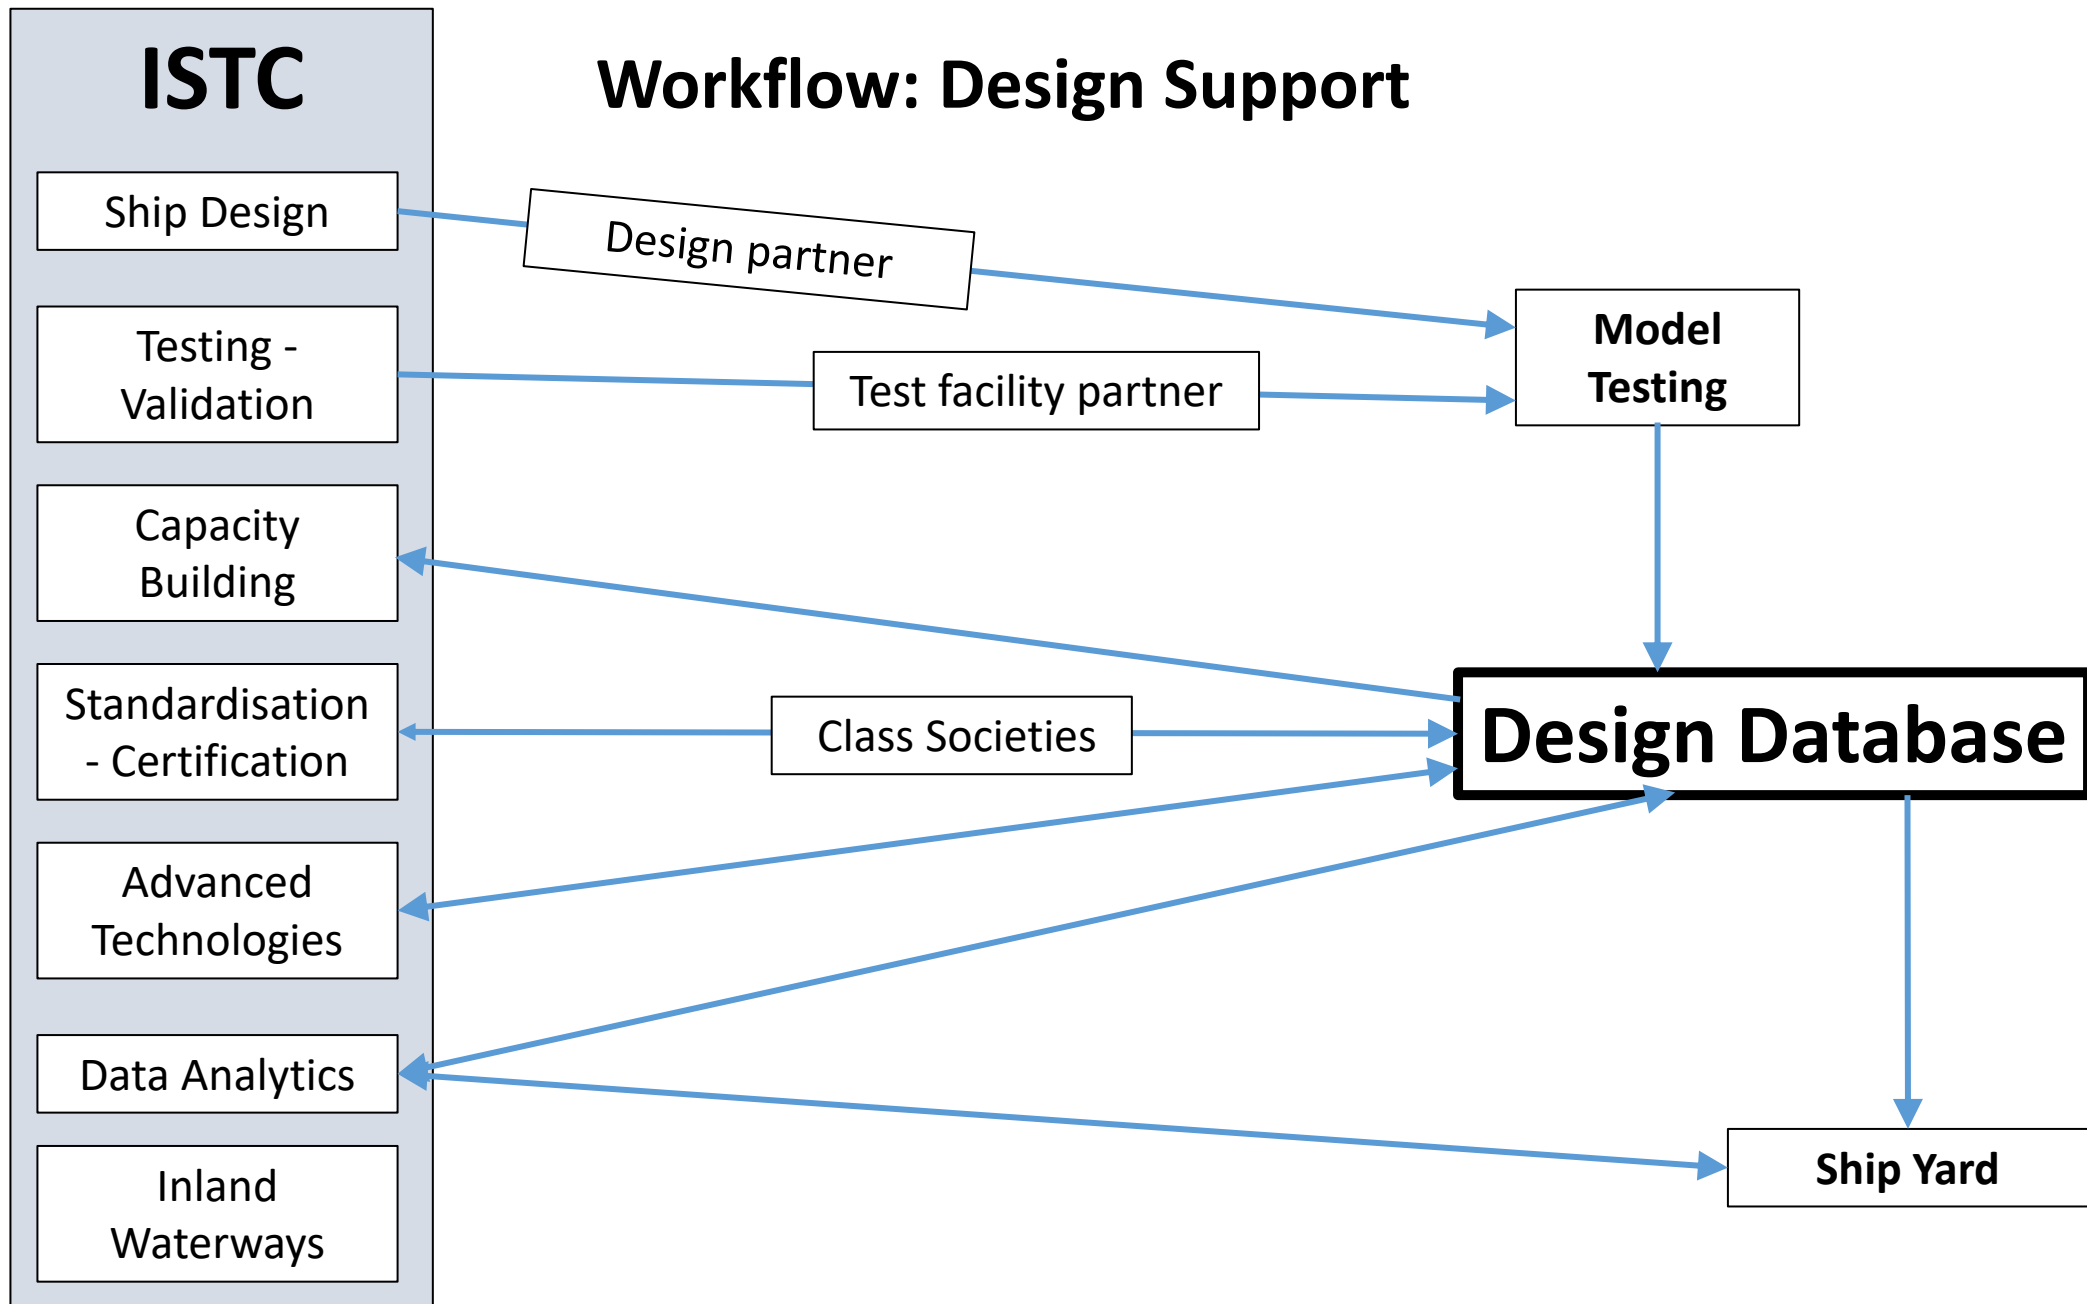 ISTC
Workflow: Design Support
Ship Design
Design partner
Testing -
Validation
Test facility partner
Model
Testing
Capacity
Building
Standardisation
- Certification
Class Societies
Design Database
Advanced
Technologies
Data Analytics
Ship Yard
Inland
Waterways